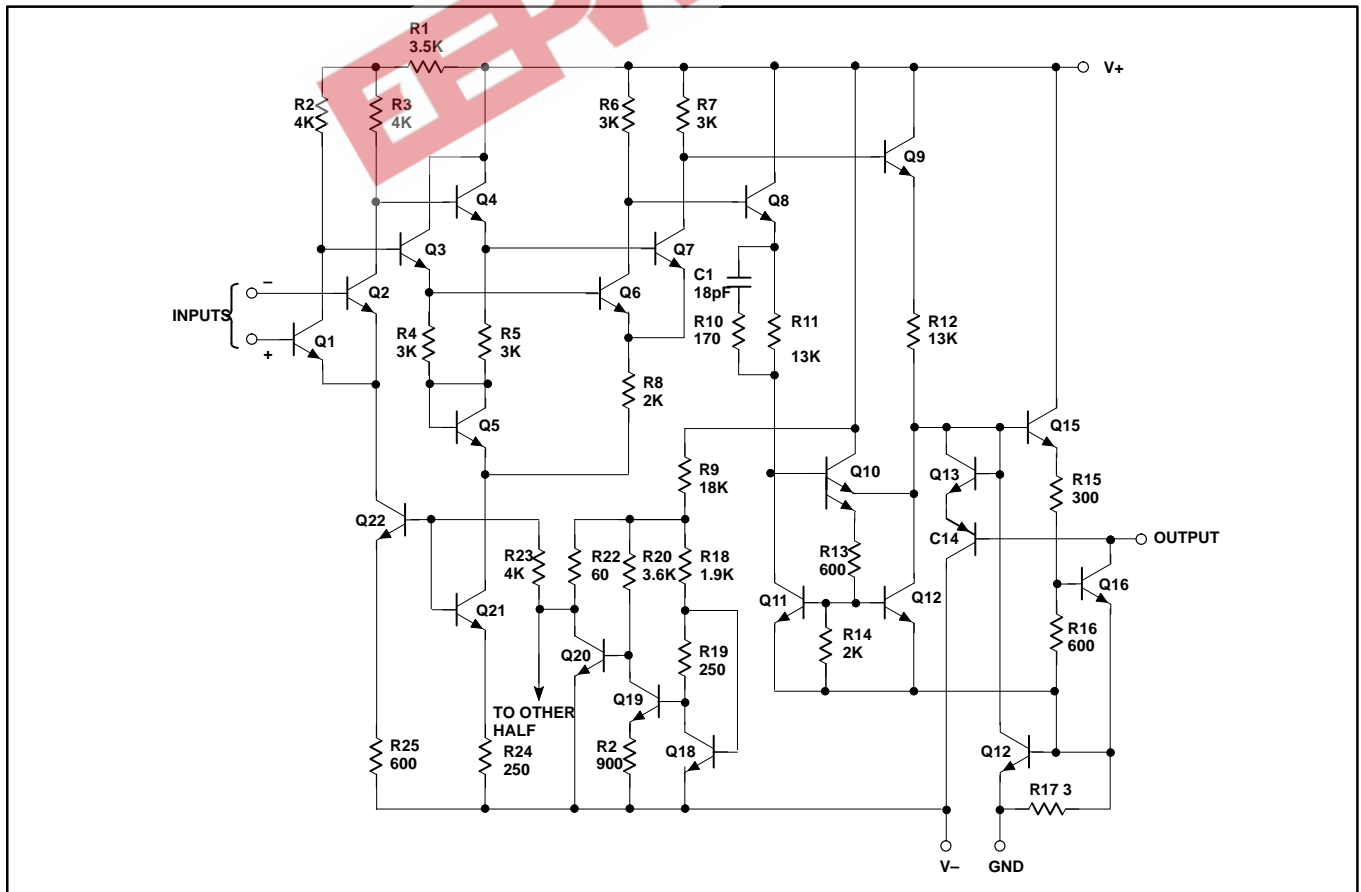 R1
3.5K
V+
R2
4K
R3
4K
R6
3K
R7
3K
Q9
Q4
Q8
Q3
Q7
C1
18pF
–
INPUTS
+
Q2
Q1
Q6
R4
3K
R5
3K
R10
170
R11
13K
R12
13K
R8
2K
Q5
Q15
R9
18K
Q10
Q13
R15
300
Q22
C14
OUTPUT
R23
4K
R22
60
R20
3.6K
R18
1.9K
R13
600
Q16
Q21
Q11
Q12
R14
2K
R16
600
Q20
R19
250
TO OTHER
HALF
Q19
Q18
Q12
R25
600
R24
250
R2
900
R17 3
V–
GND